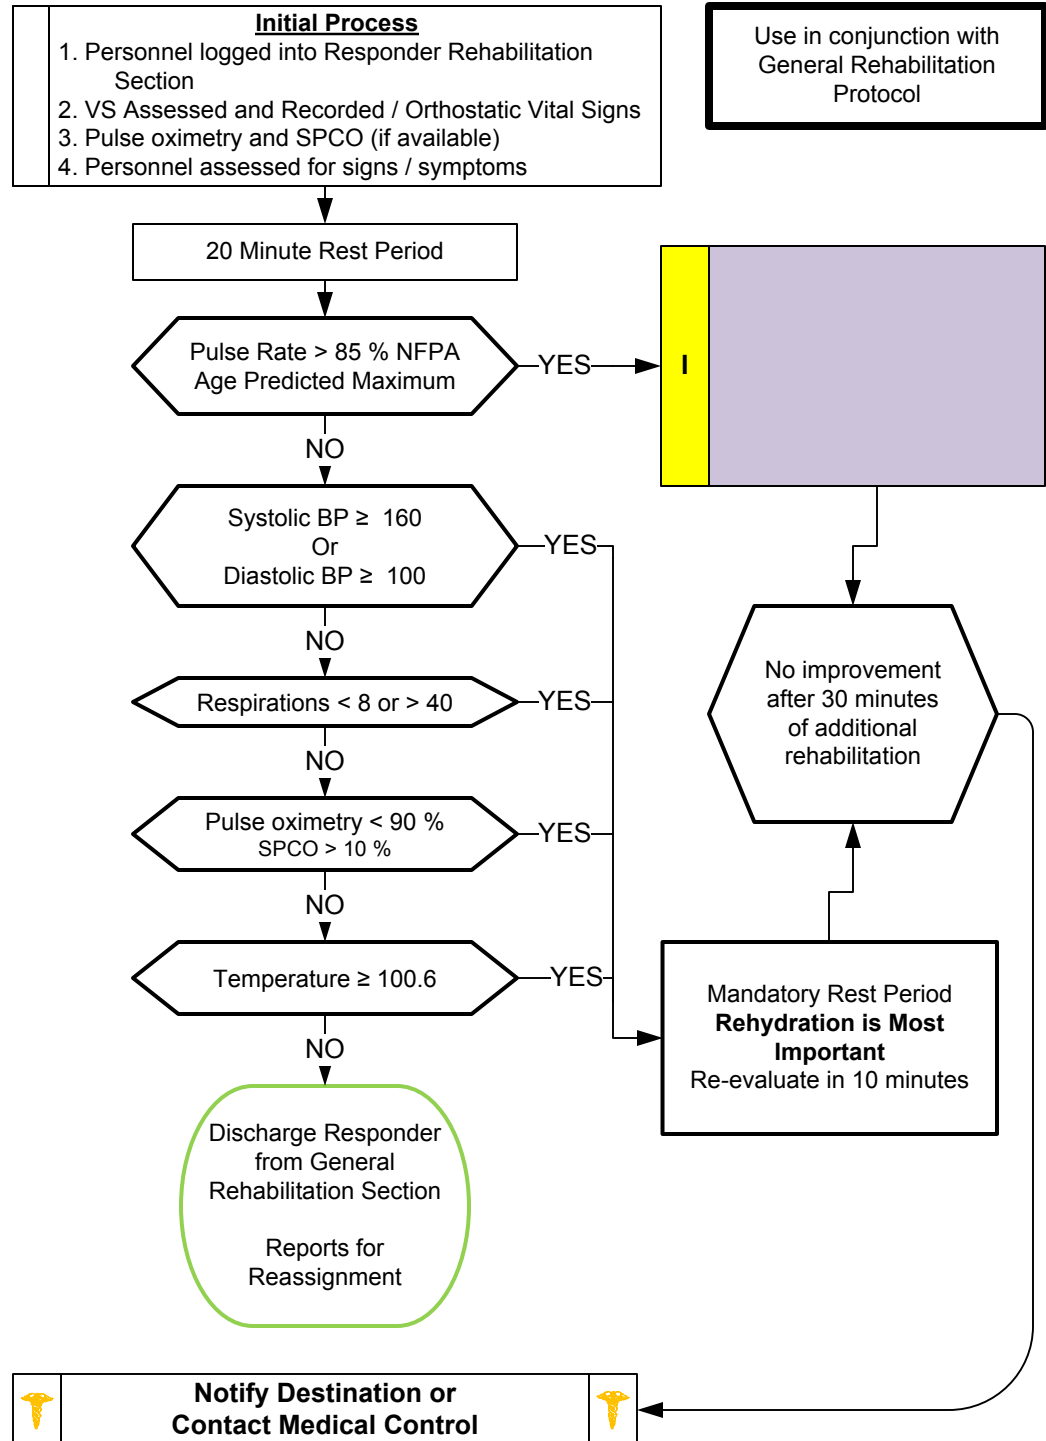 Initial Process
1. Personnel logged into Responder Rehabilitation
Section
2. VS Assessed and Recorded / Orthostatic Vital Signs
3. Pulse oximetry and SPCO (if available)
4. Personnel assessed for signs / symptoms
Use in conjunction with
General Rehabilitation
Protocol
20 Minute Rest Period
Pulse Rate > 85 % NFPA
Age Predicted Maximum
YES
I
NO
Systolic BP ≥ 160
Or
Diastolic BP ≥ 100
YES
NO
Respirations < 8 or > 40
YES
No improvement
after 30 minutes
of additional
rehabilitation
NO
Pulse oximetry < 90 %
SPCO > 10 %
YES
NO
Temperature ≥ 100.6
YES
Mandatory Rest Period
Rehydration is Most
Important
Re-evaluate in 10 minutes
NO
Discharge Responder
from General
Rehabilitation Section
Reports for
Reassignment
Notify Destination or
Contact Medical Control